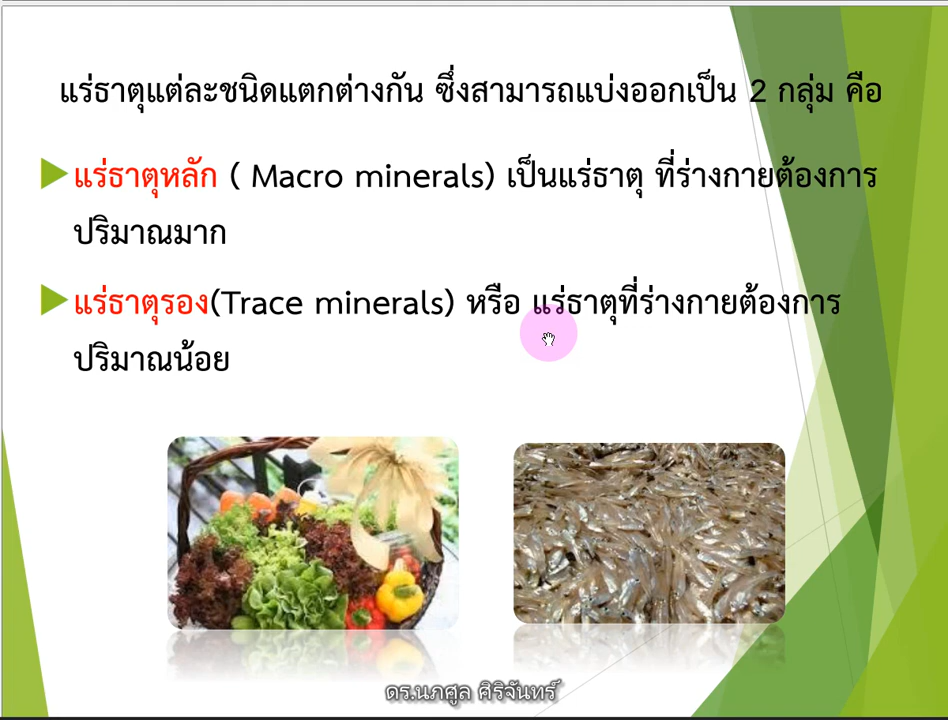 แร่ธาตุแต่ละชนิดแตกต่างกัน ซึ่งสามารถแบ่งออกเป็น 2 กลุ่ม คือ
แร่ธาตุหลัก ( Macro minerals) เป็นแร่ธาตุ ที่ร่างกายต้องการ
ปริมาณมาก
แร่ธาตุรอง(Trace minerals) หรือ แร่ธาตุที่ร่างกายต้องการ
ปริมาณน้อย
ดร.นภศูล ศิริจันทร์